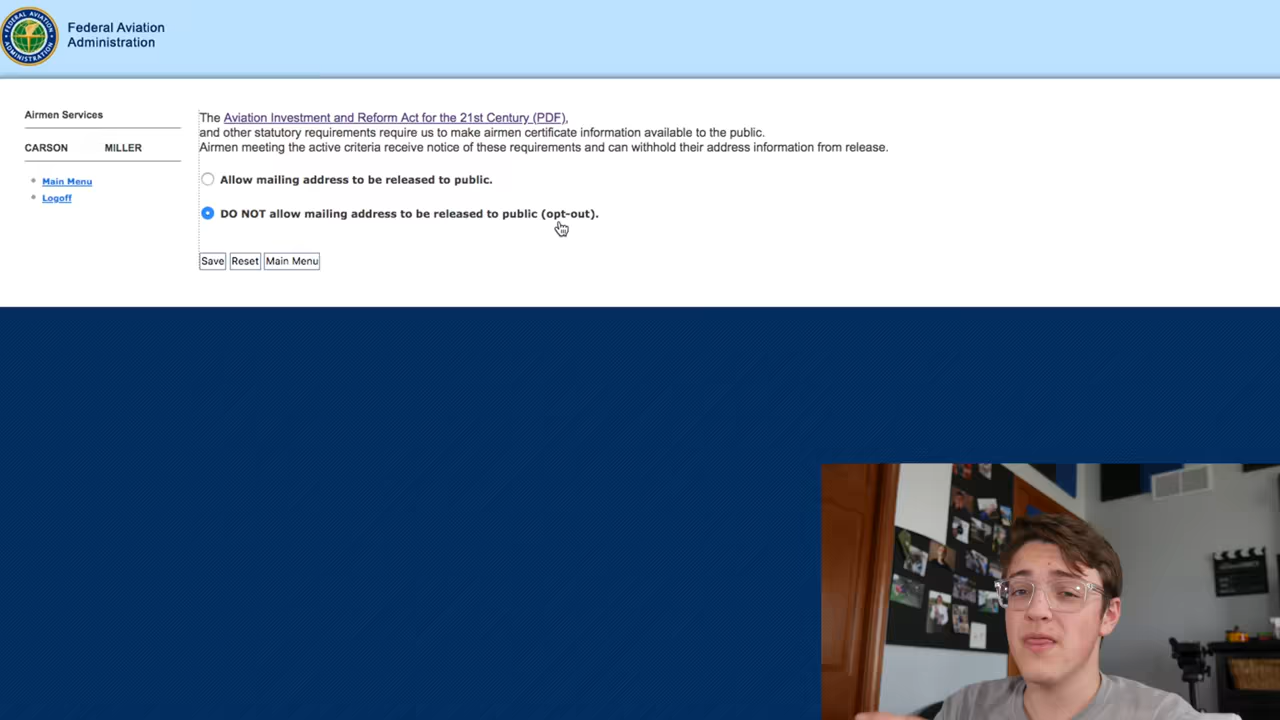 Federal Aviation
Administration
Airmen Services
CARSON MILLER
Main Menu
Logoff
The Aviation Investment and Reform Act for the 21st Century (PDF),
and other statutory requirements require us to make airmen certificate information available to the public.
Airmen meeting the active criteria receive notice of these requirements and can withhold their address information from release.
Allow mailing address to be released to public.
DO NOT allow mailing address to be released to public (opt-out).
Save Reset Main Menu
FEDERAL AVIATION
ADMINISTRATION